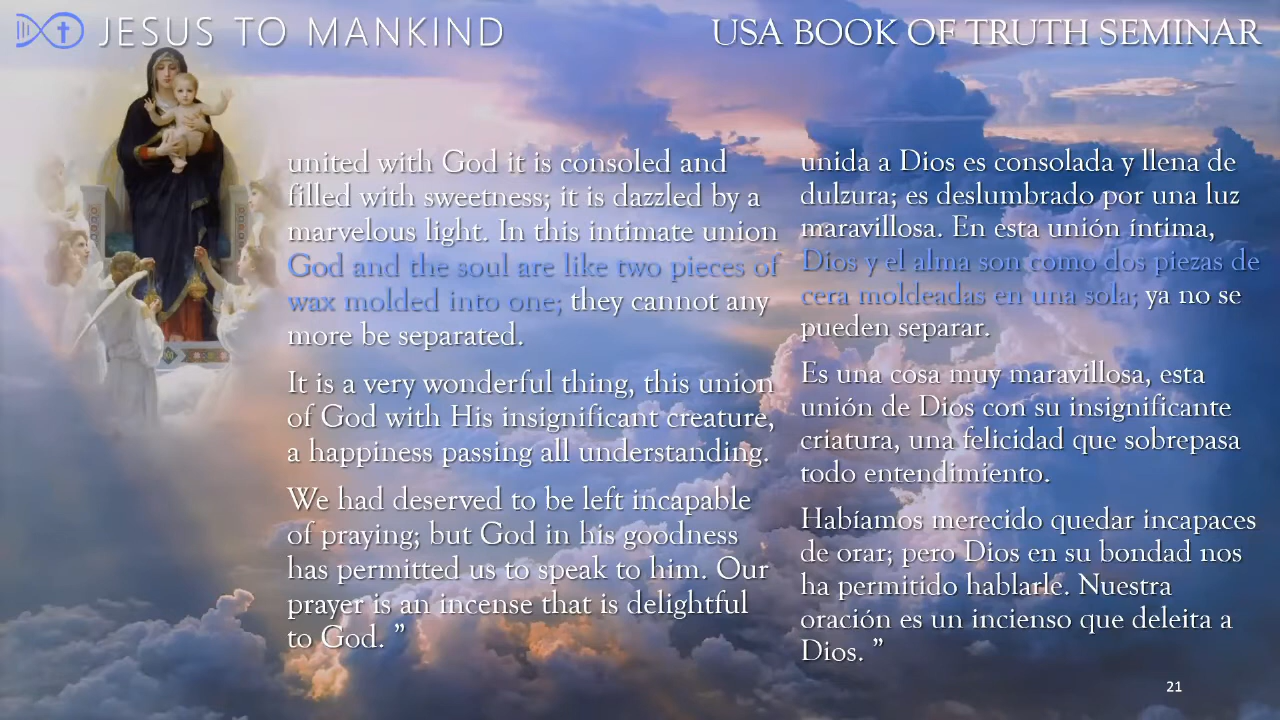 JESUS TO MANKIND
USA BOOK OF TRUTH SEMINAR
united with God it is consoled and
filled with sweetness; it is dazzled by a
marvelous light. In this intimate union
God and the soul are like two pieces of
wax molded into one; they cannot any
more be separated.
It is a very wonderful thing, this union
of God with His insignificant creature,
a happiness passing all understanding.
We had deserved to be left incapable
of praying; but God in his goodness
has permitted us to speak to him. Our
prayer is an incense that is delightful
to God. ”
unida a Dios es consolada y llena de
dulzura; es deslumbrado por una luz
maravillosa. En esta unión íntima,
Dios y el alma son como dos piezas de
cera moldeadas en una sola; ya no se
pueden separar.
Es una cosa muy maravillosa, esta
unión de Dios con su insignificante
criatura, una felicidad que sobrepasa
todo entendimiento.
Habíamos merecido quedar incapaces
de orar; pero Dios en su bondad nos
ha permitido hablarle. Nuestra
oración es un incienso que deleita a
Dios. ”
21